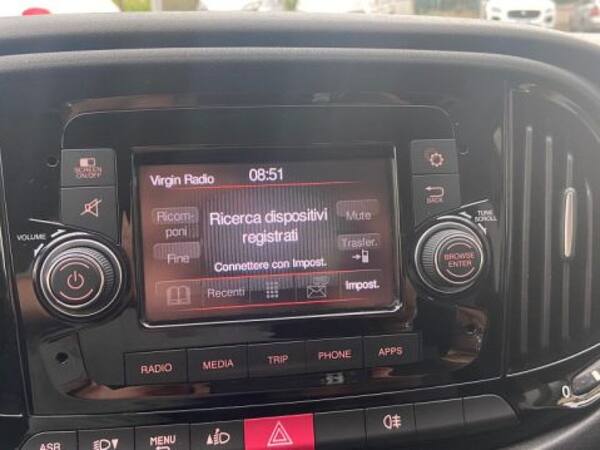 SCREEN
ON/OFF
VOLUME
Virgin Radio 08:51
Ricom-
poni
Ricerca dispositivi
registrati
Mute
Fine
Trasfer.
Connettere con Impost.
Recenti
Impost.
BACK
TUNE
SCROLL
BROWSE
ENTER
RADIO MEDIA TRIP PHONE APPS
ASR MENU
0